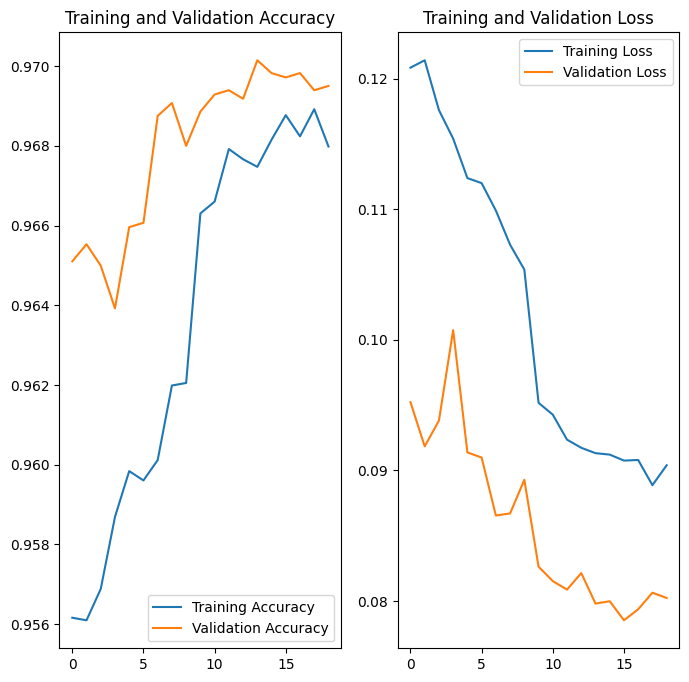 Training and Validation Accuracy
0.970
0.968
0.966
0.964
0.962
0.960
0.958
0.956
0 5 10 15
Training Accuracy
Validation Accuracy
Training and Validation Loss
0.12
0.11
0.10
0.09
0.08
0 5 10 15
Training Loss
Validation Loss